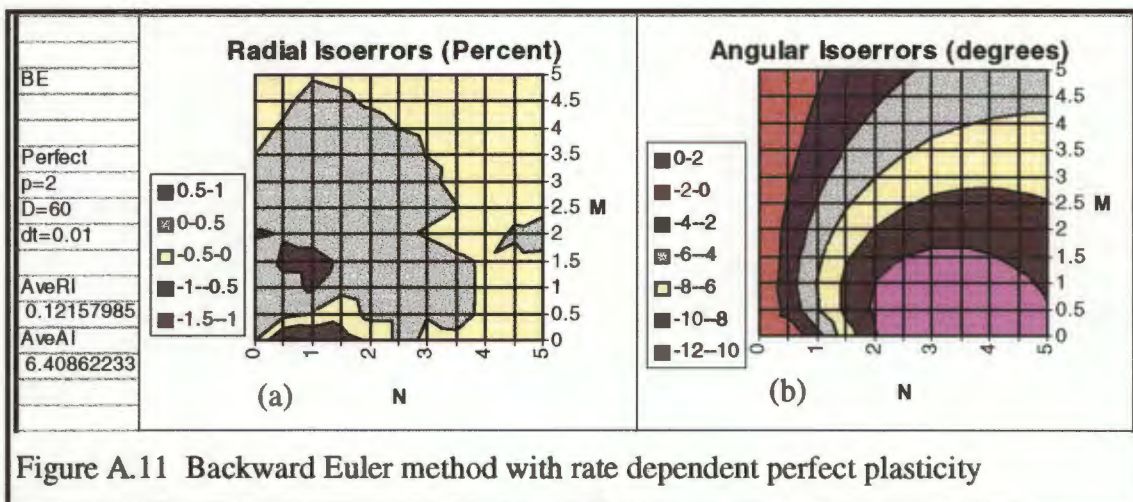 BE
Perfect
p=2
D=60
dt=0.01
AveRI
0.12157985
AveAI
6.40862233
Radial Isoerrors (Percent)
0.5-1
0-0.5
-0.5-0
-1--0.5
-1.5--1
5
4.5
4
3.5
3
2.5
2
1.5
1
0.5
0
M
0 1 2 3 4 5
N
(a)
Angular Isoerrors (degrees)
0-2
-2-0
-4--2
-6--4
-8--6
-10--8
-12--10
5
4.5
4
3.5
3
2.5
2
1.5
1
0.5
0
M
0 1 2 3 4 5
N
(b)
Figure A.11 Backward Euler method with rate dependent perfect plasticity